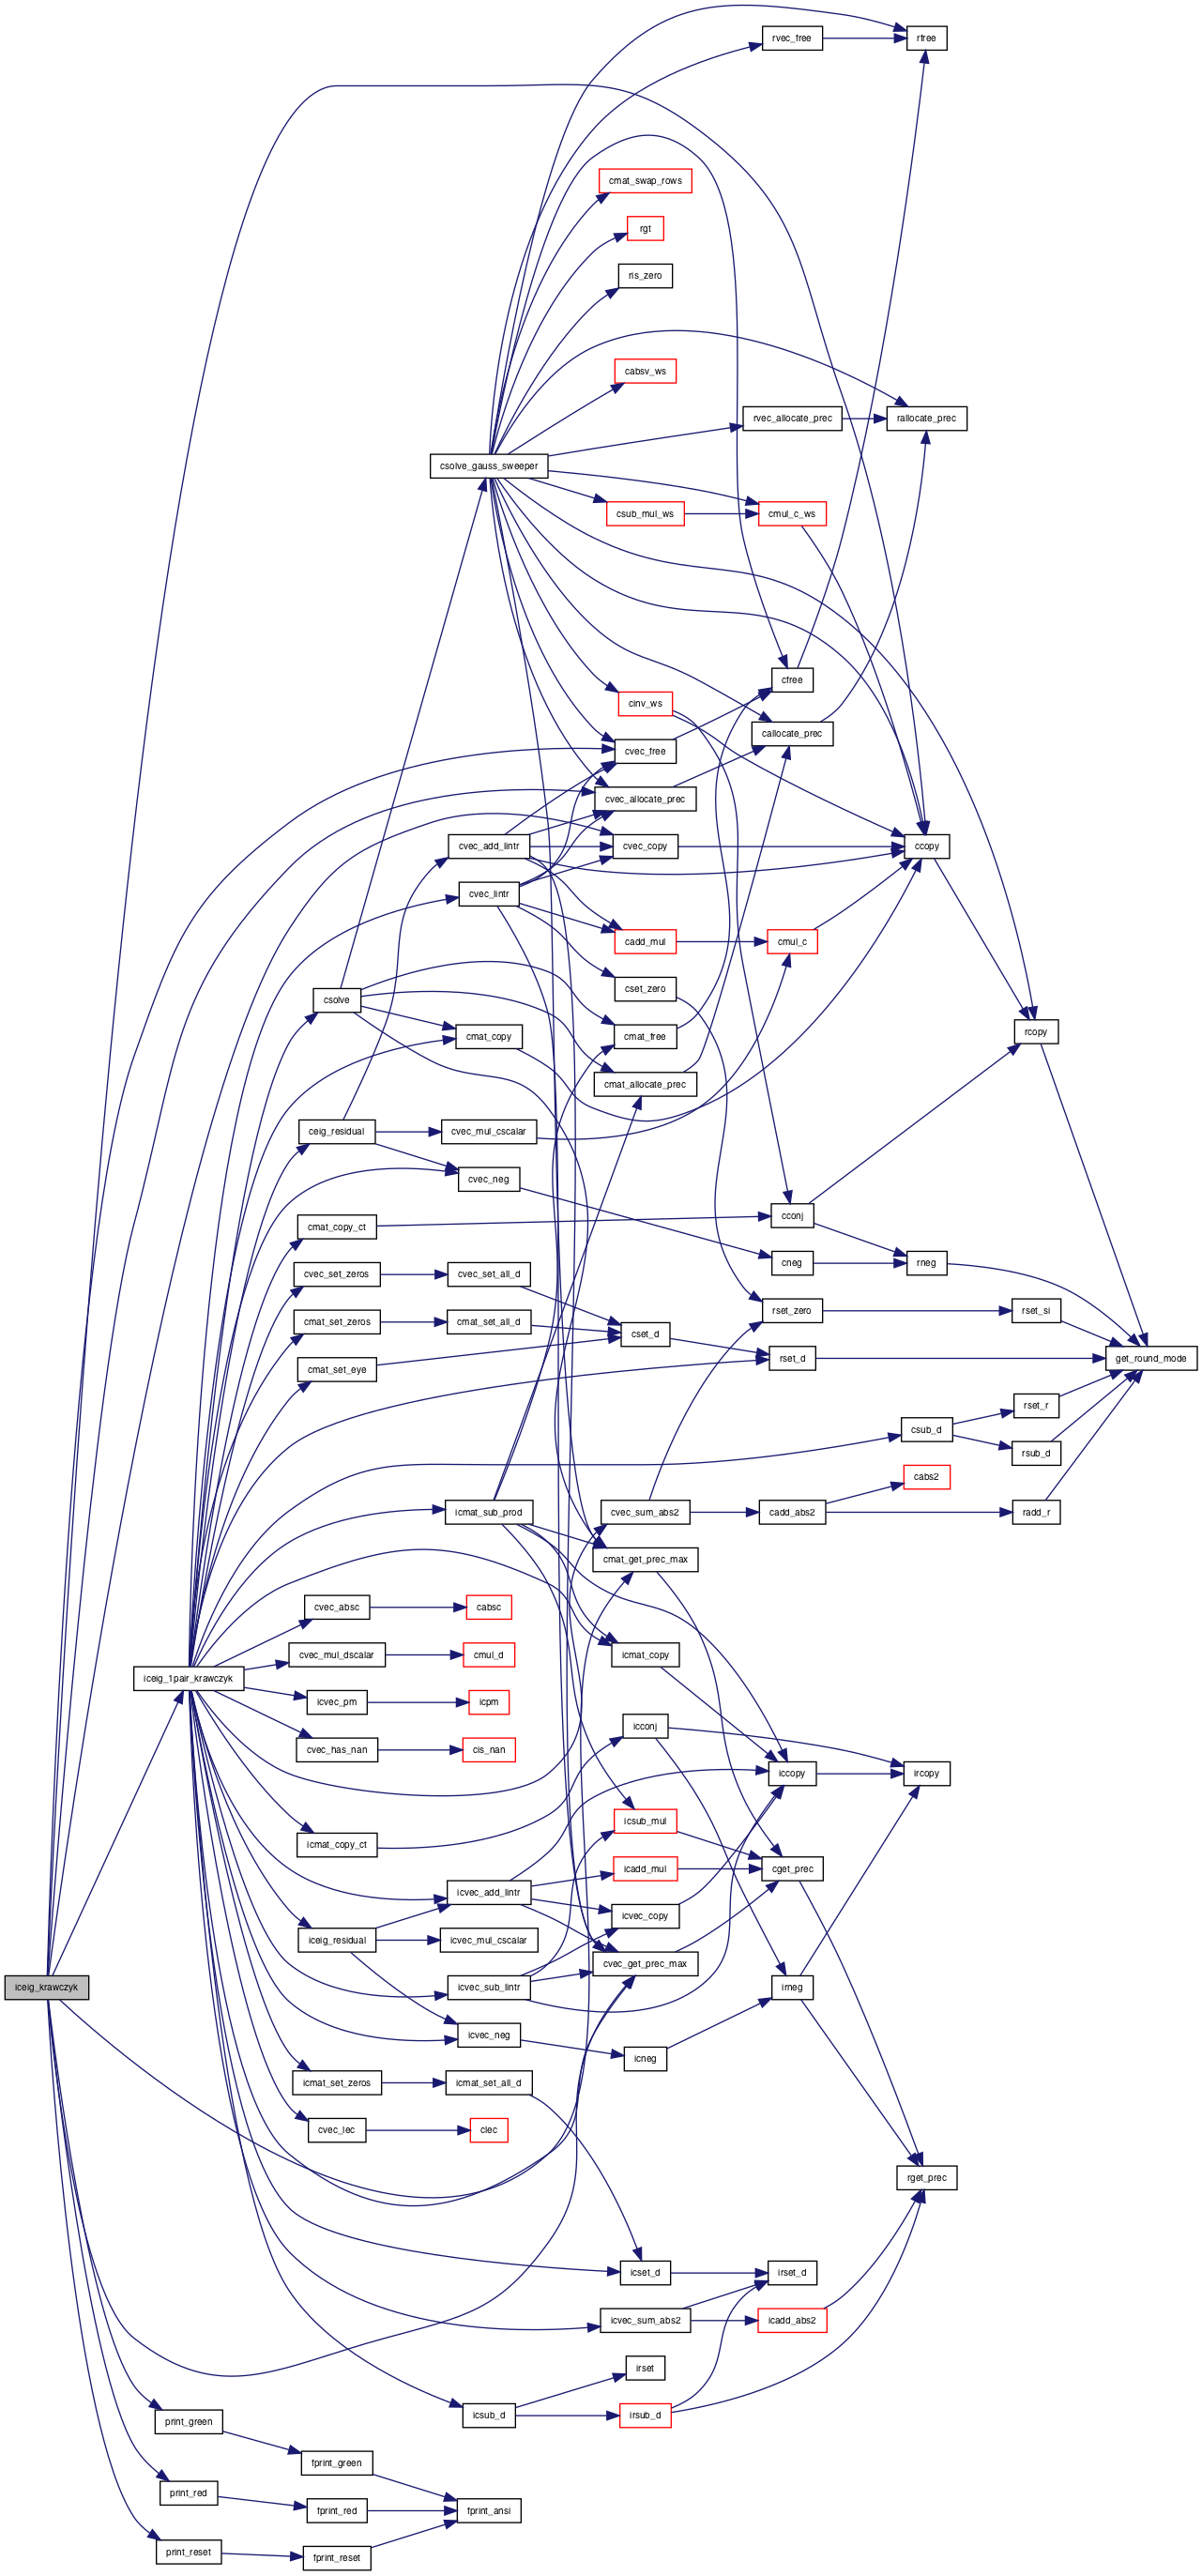 rvec_free
rfree
cmat_swap_rows
rgt
ris_zero
cabsv_ws
rvec_allocate_prec
rallocate_prec
csolve_gauss_sweeper
csub_mul_ws
cmul_c_ws
cfree
cinv_ws
callocate_prec
cvec_free
cvec_allocate_prec
cvec_add_lintr
cvec_copy
ccopy
cvec_lintr
cadd_mul
cmul_c
cset_zero
csolve
cmat_free
cmat_copy
rcopy
cmat_allocate_prec
ceig_residual
cvec_mul_cscalar
cvec_neg
cmat_copy_ct
cconj
cneg
rneg
cvec_set_zeros
cvec_set_all_d
rset_zero
rset_si
cmat_set_zeros
cmat_set_all_d
cset_d
rset_d
get_round_mode
cmat_set_eye
rset_r
csub_d
rsub_d
cabs2
icmat_sub_prod
cvec_sum_abs2
cadd_abs2
radd_r
cmat_get_prec_max
cvec_absc
cabsc
cvec_mul_dscalar
cmul_d
icmat_copy
iceig_1pair_krawczyk
icvec_pm
icpm
icconj
cvec_has_nan
cis_nan
iccopy
ircopy
icmat_copy_ct
icsub_mul
cget_prec
icadd_mul
icvec_add_lintr
icvec_copy
iceig_residual
icvec_mul_cscalar
cvec_get_prec_max
iceig_krawczyk
icvec_sub_lintr
irneg
icvec_neg
icneg
icmat_set_zeros
icmat_set_all_d
cvec_lec
clec
rget_prec
icset_d
irset_d
icvec_sum_abs2
icadd_abs2
irset
icsub_d
irsub_d
print_green
fprint_green
print_red
fprint_red
fprint_ansi
print_reset
fprint_reset